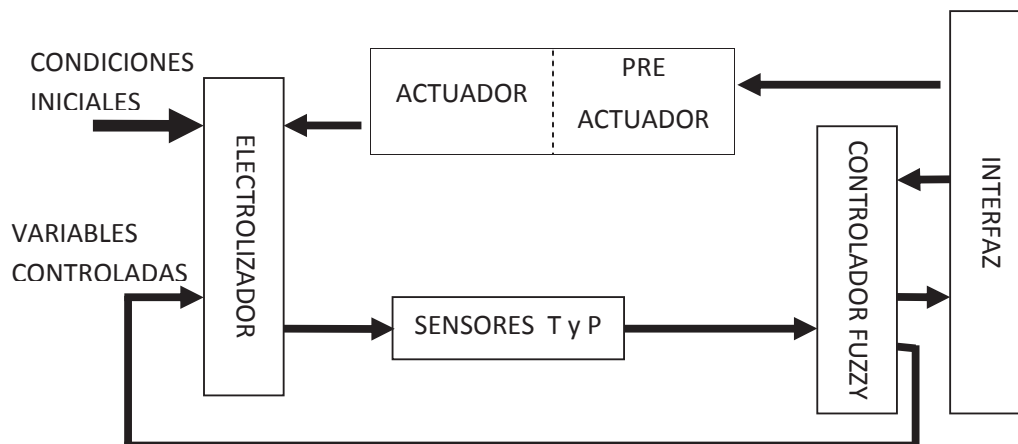 CONDICIONES
INICIALES
ACTUADOR
PRE
ACTUADOR
ELECTROLIZADOR
CONTROLADOR FUZZY
INTERFAZ
VARIABLES
CONTROLADAS
SENSORES T y P